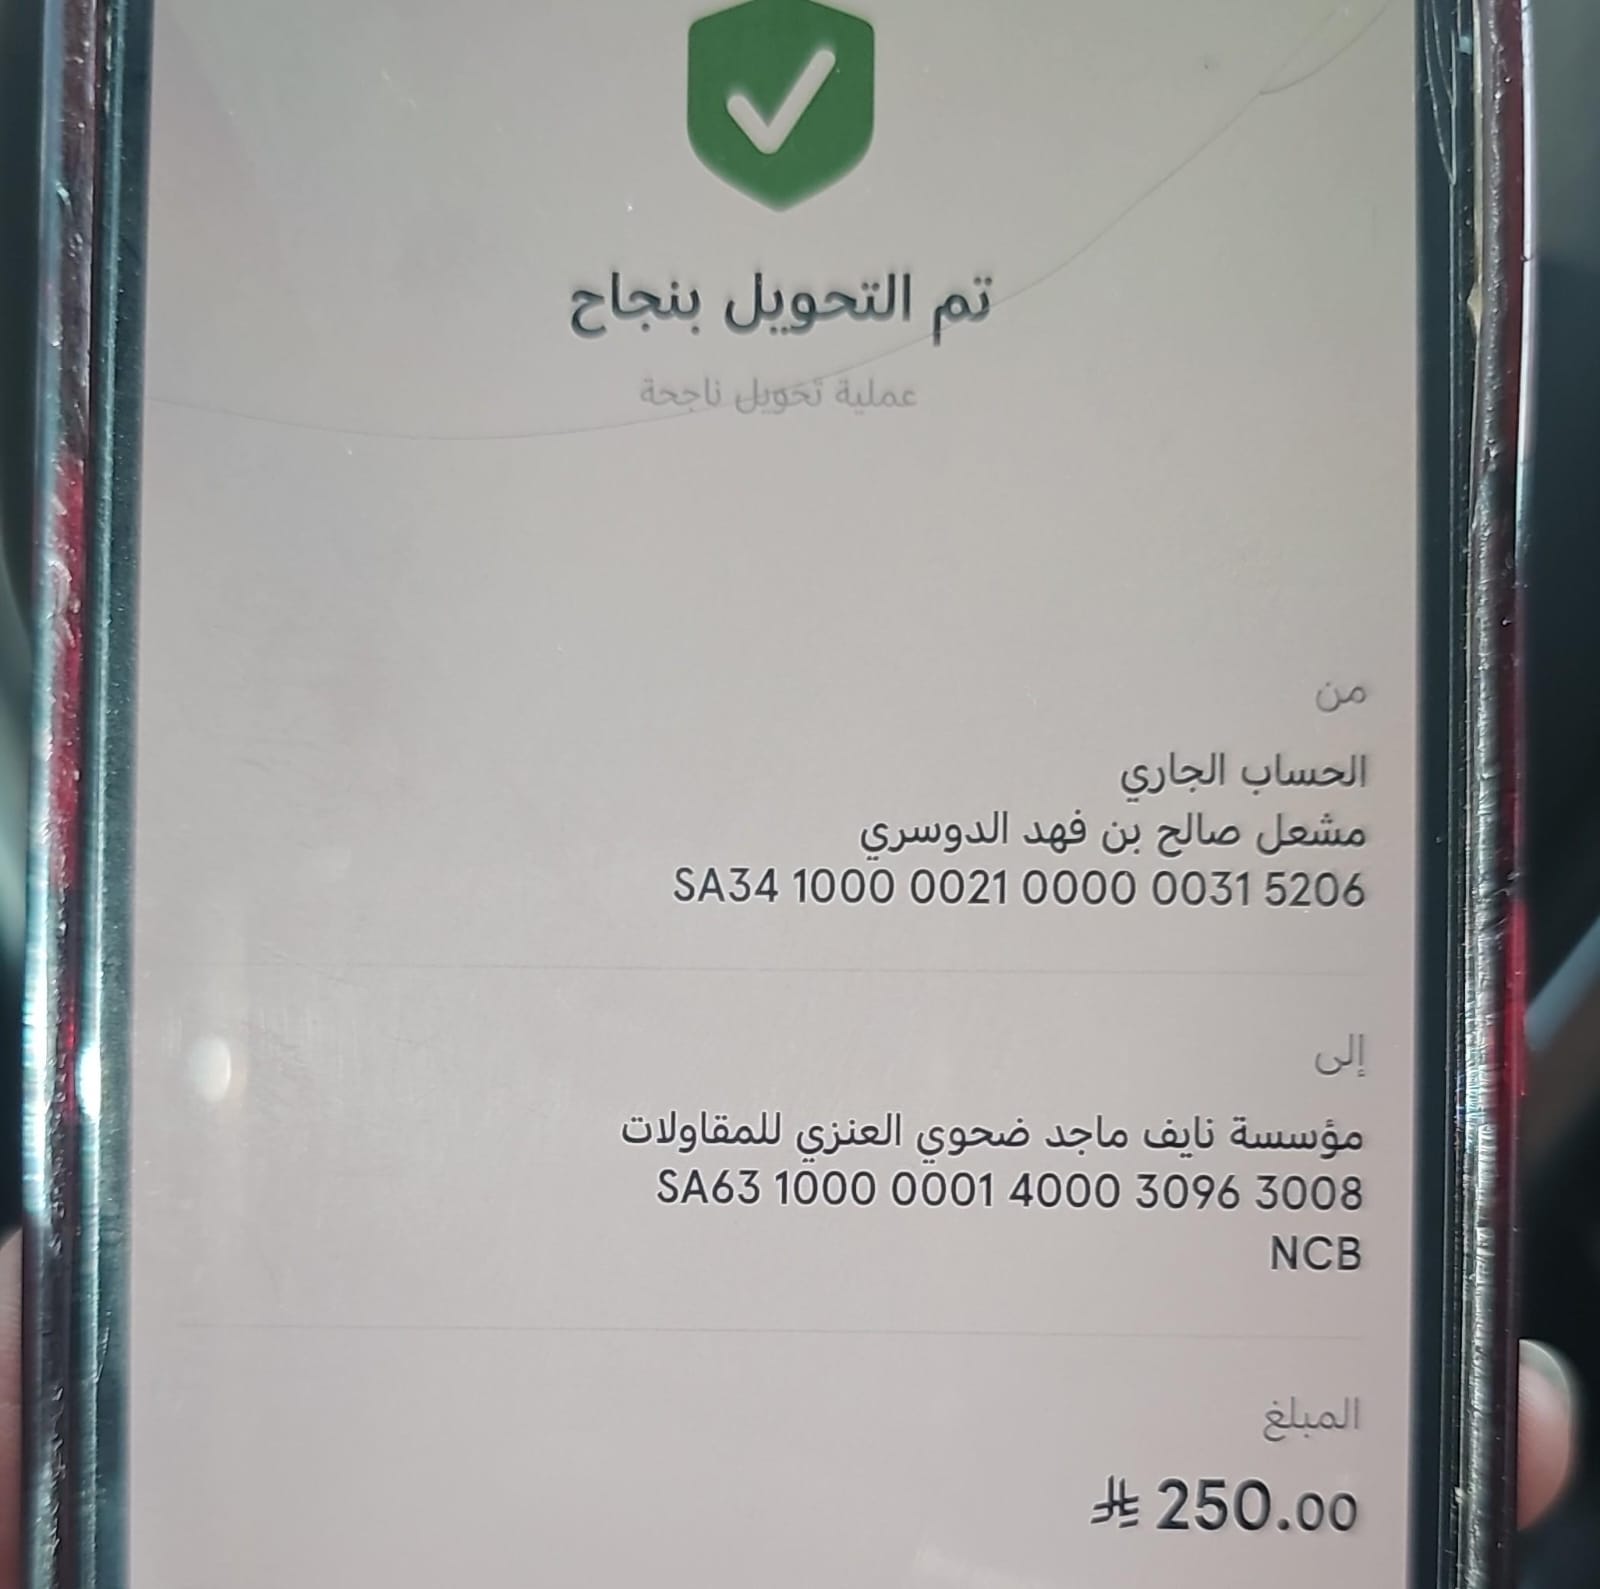 تم التحويل بنجاح
عملية تحويل ناجحة
من
الحساب الجاري
مشعل صالح بن فهد الدوسري
SA34 1000 0021 0000 0031 5206
إلى
مؤسسة نايف ماجد ضحوي العنزي للمقاولات
SA63 1000 0001 4000 3096 3008
NCB
المبلغ
250.00 ⃁